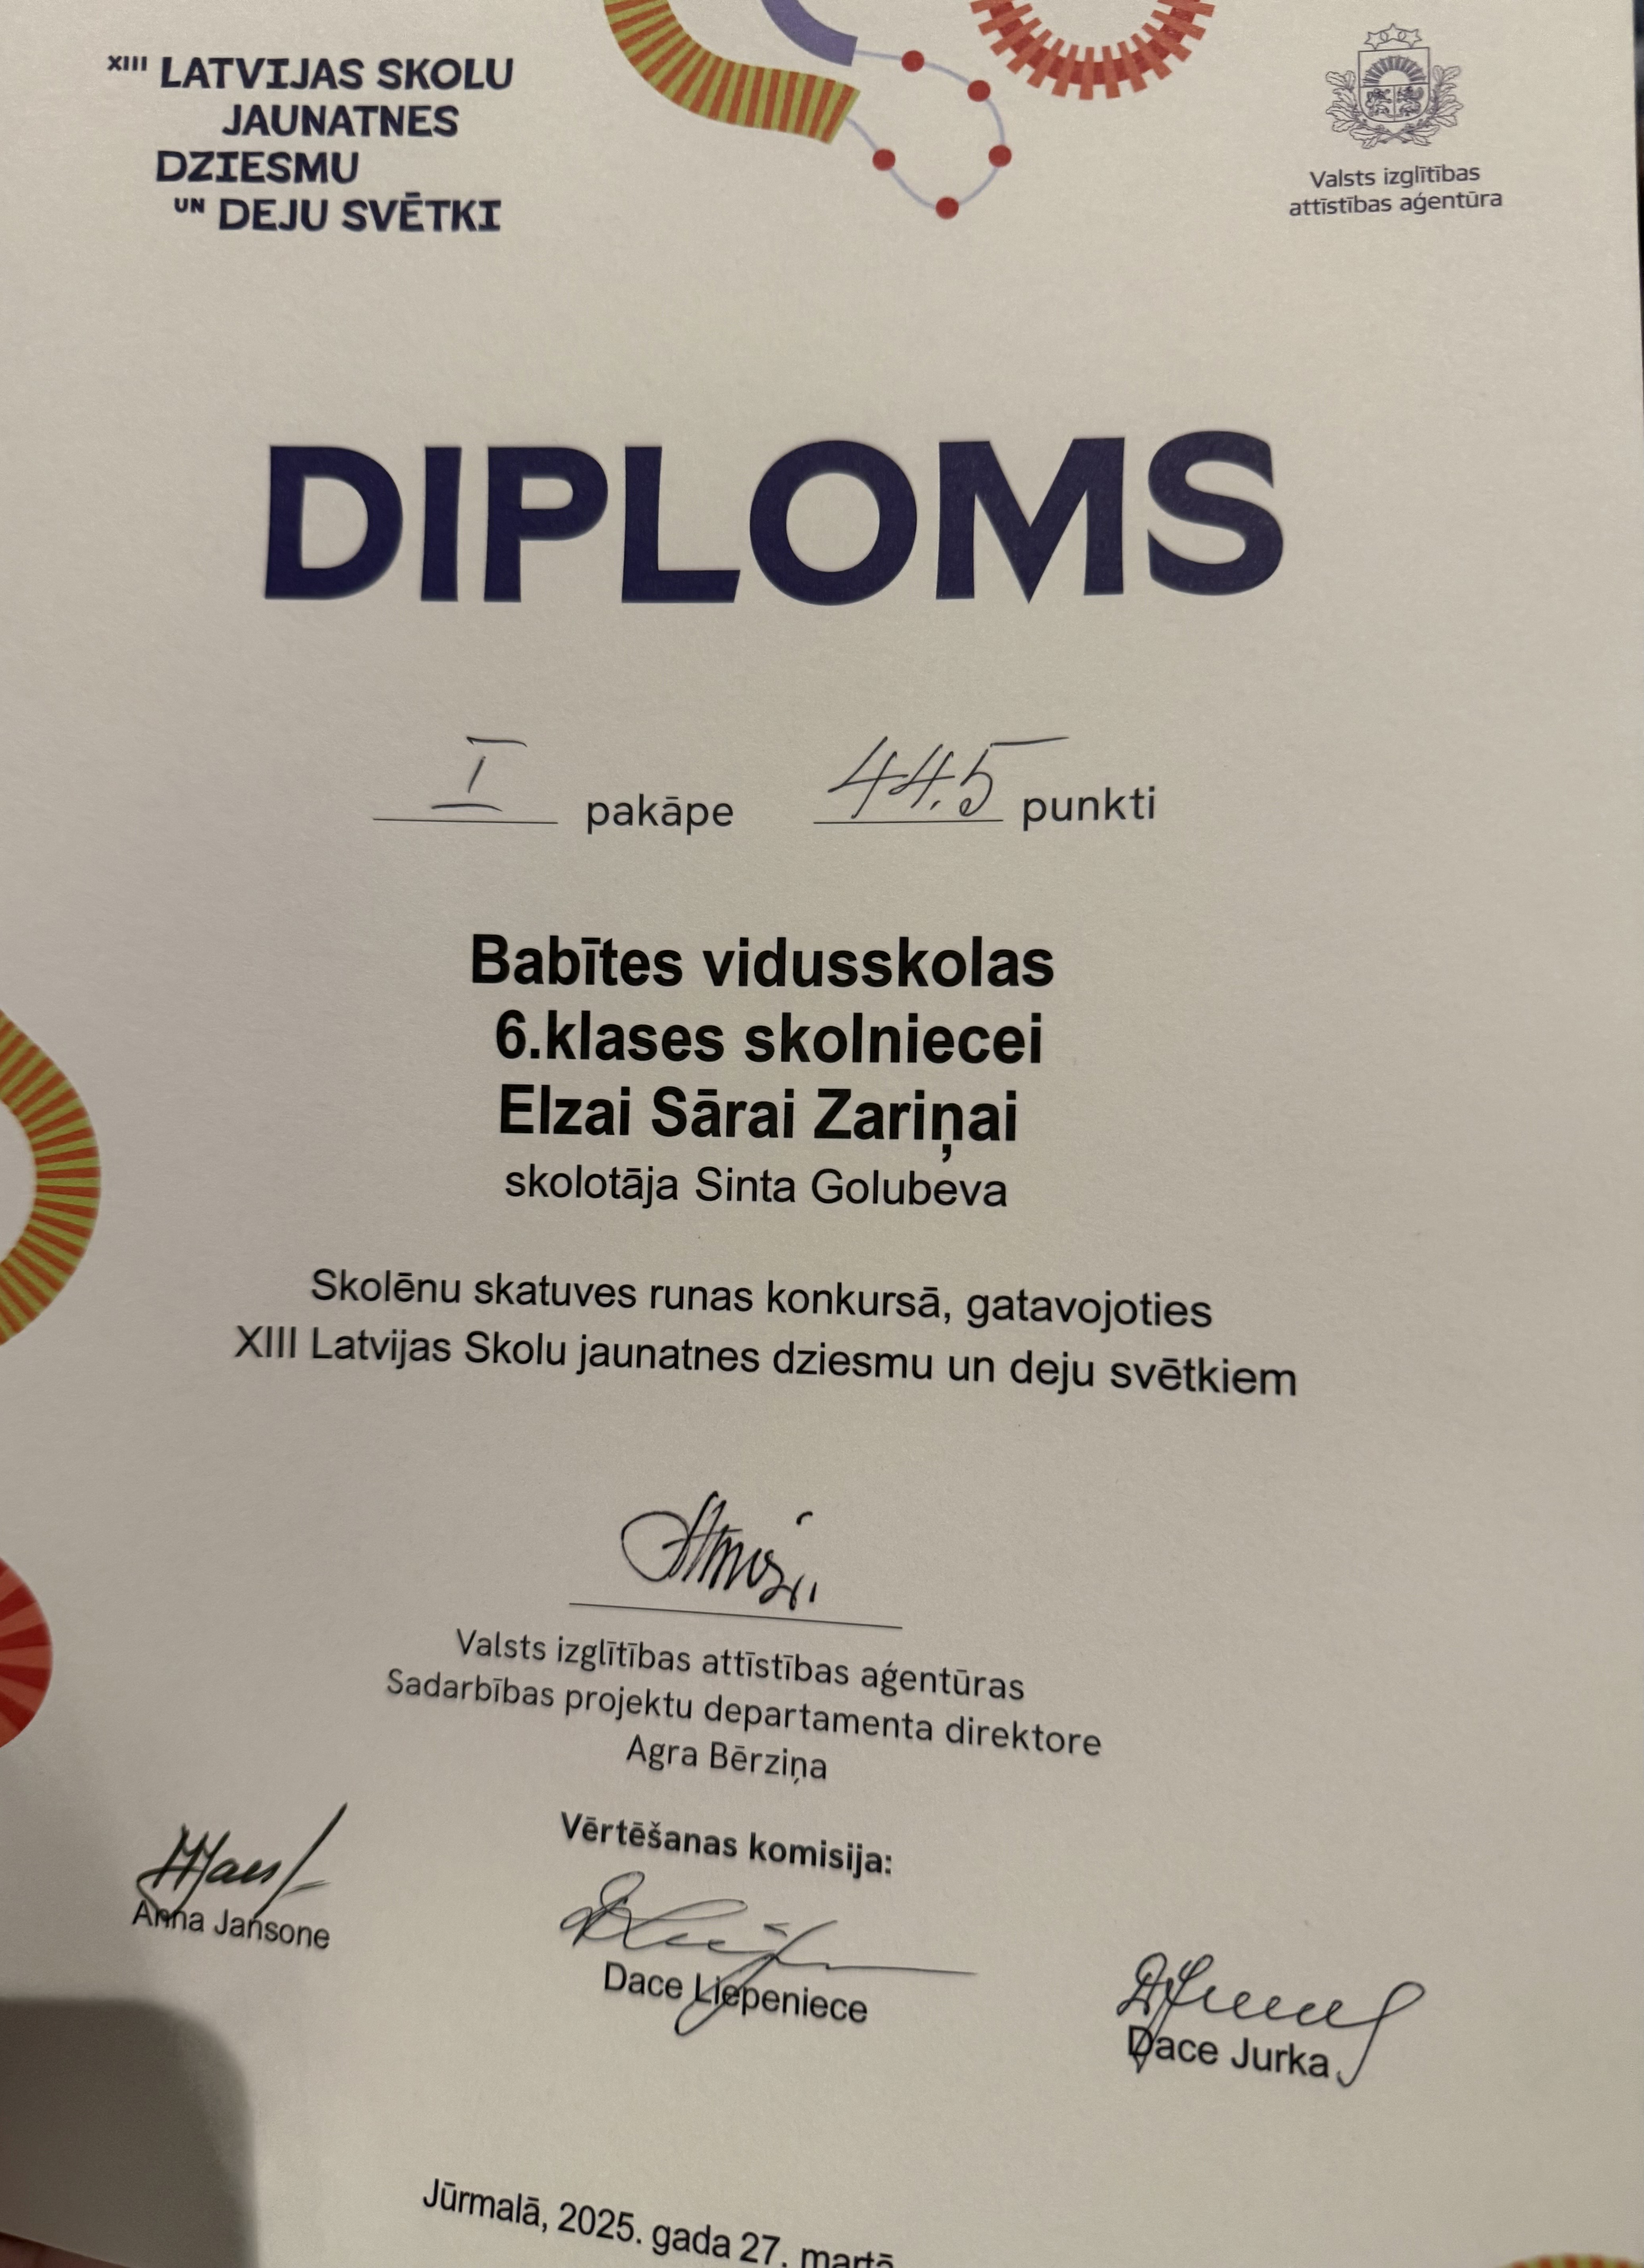 XIII LATVIJAS SKOLU
JAUNATNES
DZIESMU
UN DEJU SVĒTKI
Valsts izglītības
attīstības aģentūra
DIPLOMS
I pakāpe 44.5 punkti
Babītes vidusskolas
6.klases skolniecei
Elzai Sārai Zariņai
skolotāja Sinta Golubeva
Skolēnu skatuves runas konkursā, gatavojoties
XIII Latvijas Skolu jaunatnes dziesmu un deju svētkiem
Valsts izglītības attīstības aģentūras
Sadarbības projektu departamenta direktore
Agra Bērziņa
Vērtēšanas komisija:
Anna Jansone
Dace Liepeniece
Dace Jurka
Jūrmalā, 2025. gada 27. martā